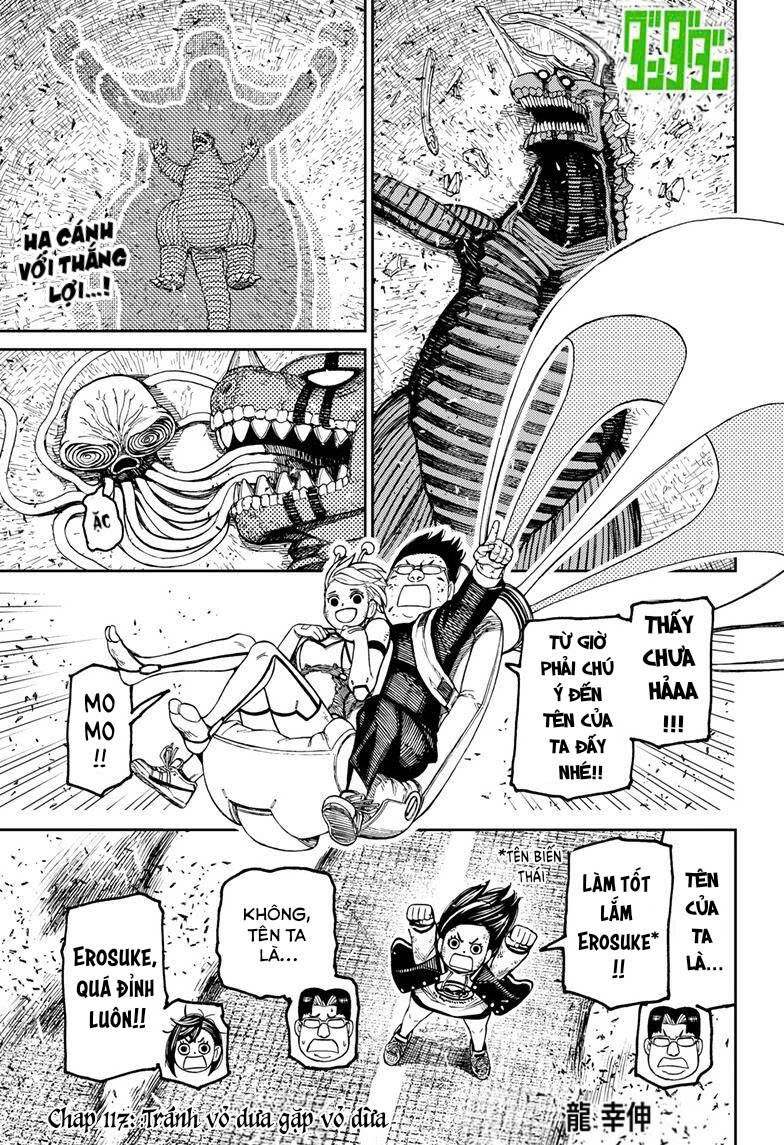 ダンダダン
HẠ CÁNH
VỚI THẮNG
LỢI...!
ẶC
THẤY
CHƯA
HẢAA
!!!
TỪ GIỜ
PHẢI CHÚ
Ý ĐẾN
TÊN CỦA
TA ĐẤY
NHÉ!!
MO
MO
!!
TÊN
CỦA
TA
LÀ...
LÀM TỐT
LẮM
EROSUKE*
!!
*TÊN BIẾN
THÁI
KHÔNG,
TÊN TA
LÀ...
EROSUKE,
QUÁ ĐỈNH
LUÔN!!
Chap 117: Tránh vỏ dưa gặp vỏ dừa
龍 幸伸